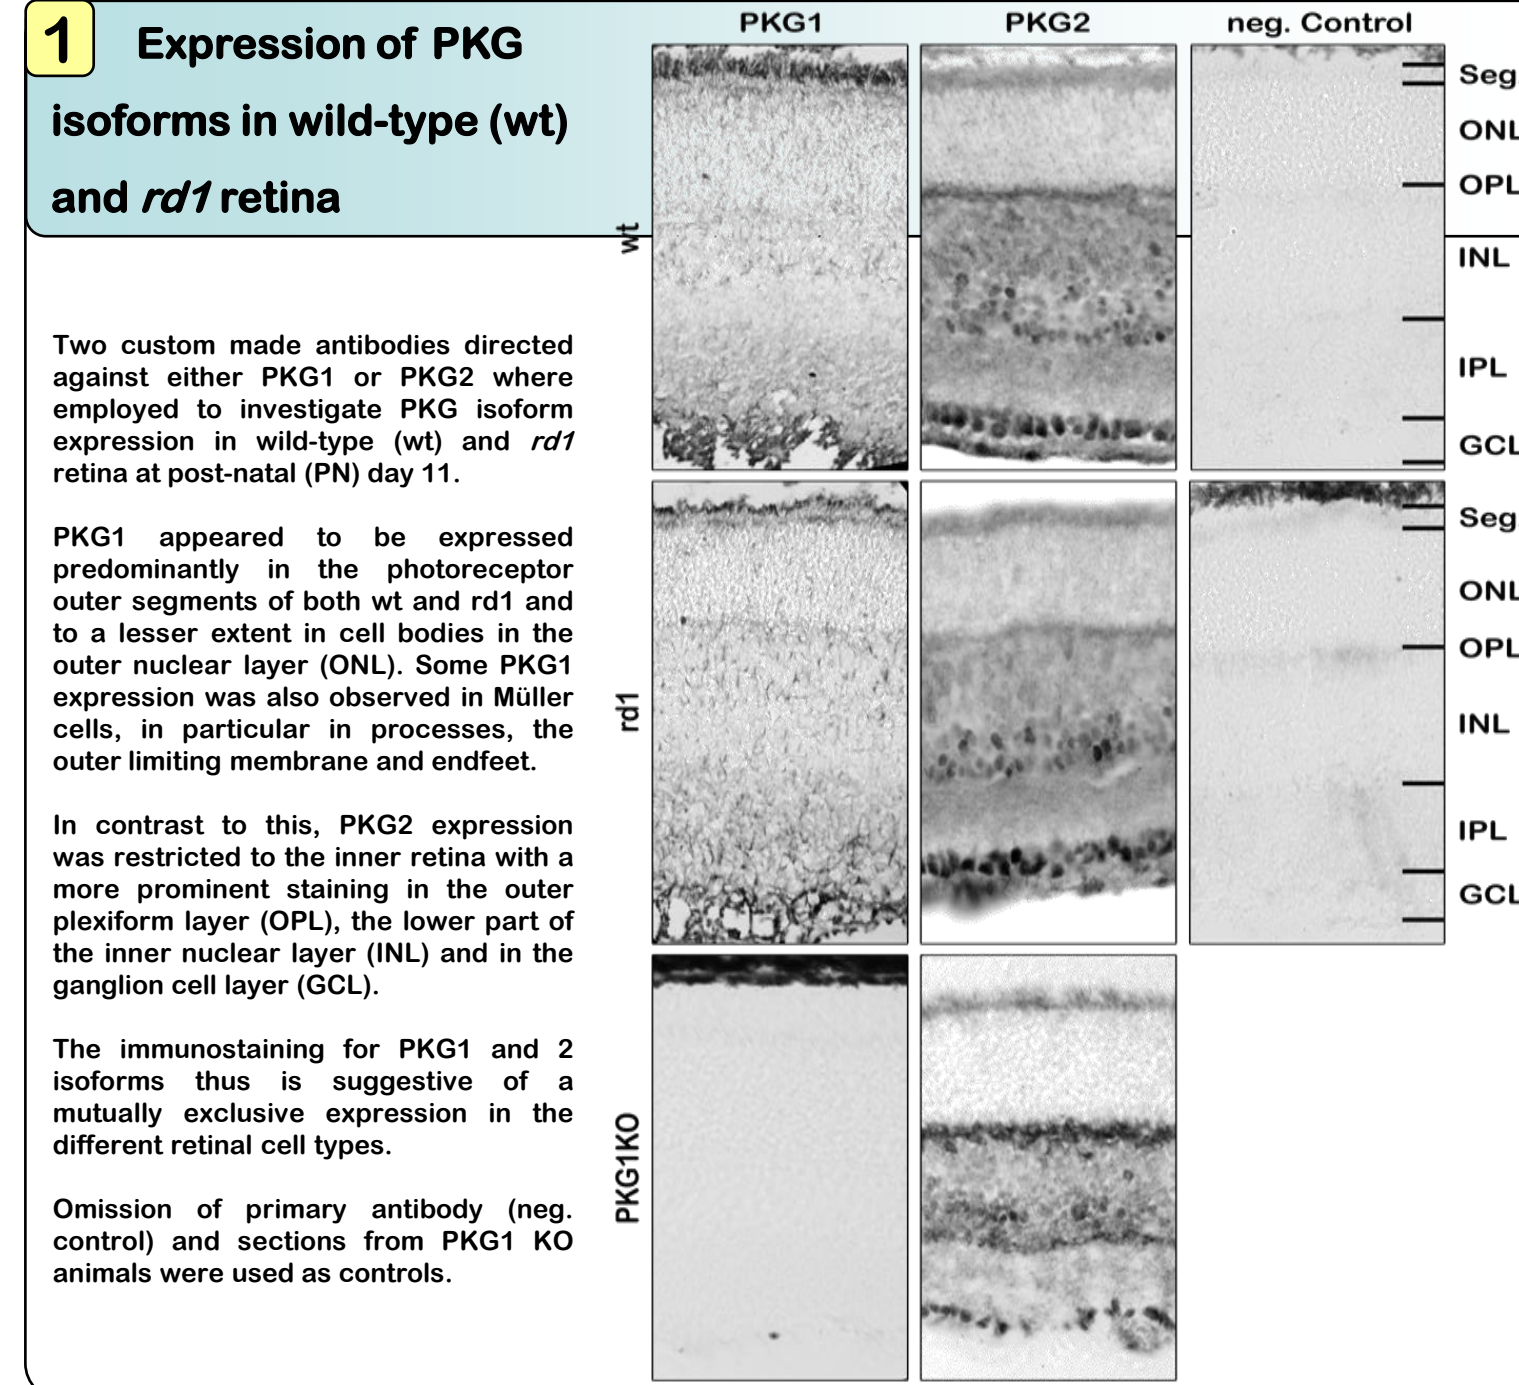 1
Expression of PKG
isoforms in wild-type (wt)
and rd1 retina
Two custom made antibodies directed
against either PKG1 or PKG2 where
employed to investigate PKG isoform
expression in wild-type (wt) and rd1
retina at post-natal (PN) day 11.
PKG1 appeared to be expressed
predominantly in the photoreceptor
outer segments of both wt and rd1 and
to a lesser extent in cell bodies in the
outer nuclear layer (ONL). Some PKG1
expression was also observed in Müller
cells, in particular in processes, the
outer limiting membrane and endfeet.
In contrast to this, PKG2 expression
was restricted to the inner retina with a
more prominent staining in the outer
plexiform layer (OPL), the lower part of
the inner nuclear layer (INL) and in the
ganglion cell layer (GCL).
The immunostaining for PKG1 and 2
isoforms thus is suggestive of a
mutually exclusive expression in the
different retinal cell types.
Omission of primary antibody (neg.
control) and sections from PKG1 KO
animals were used as controls.
PKG1 PKG2 neg. Control
wt
Seg.
ONL
OPL
INL
IPL
GCL
rd1
Seg.
ONL
OPL
INL
IPL
GCL
PKG1KO